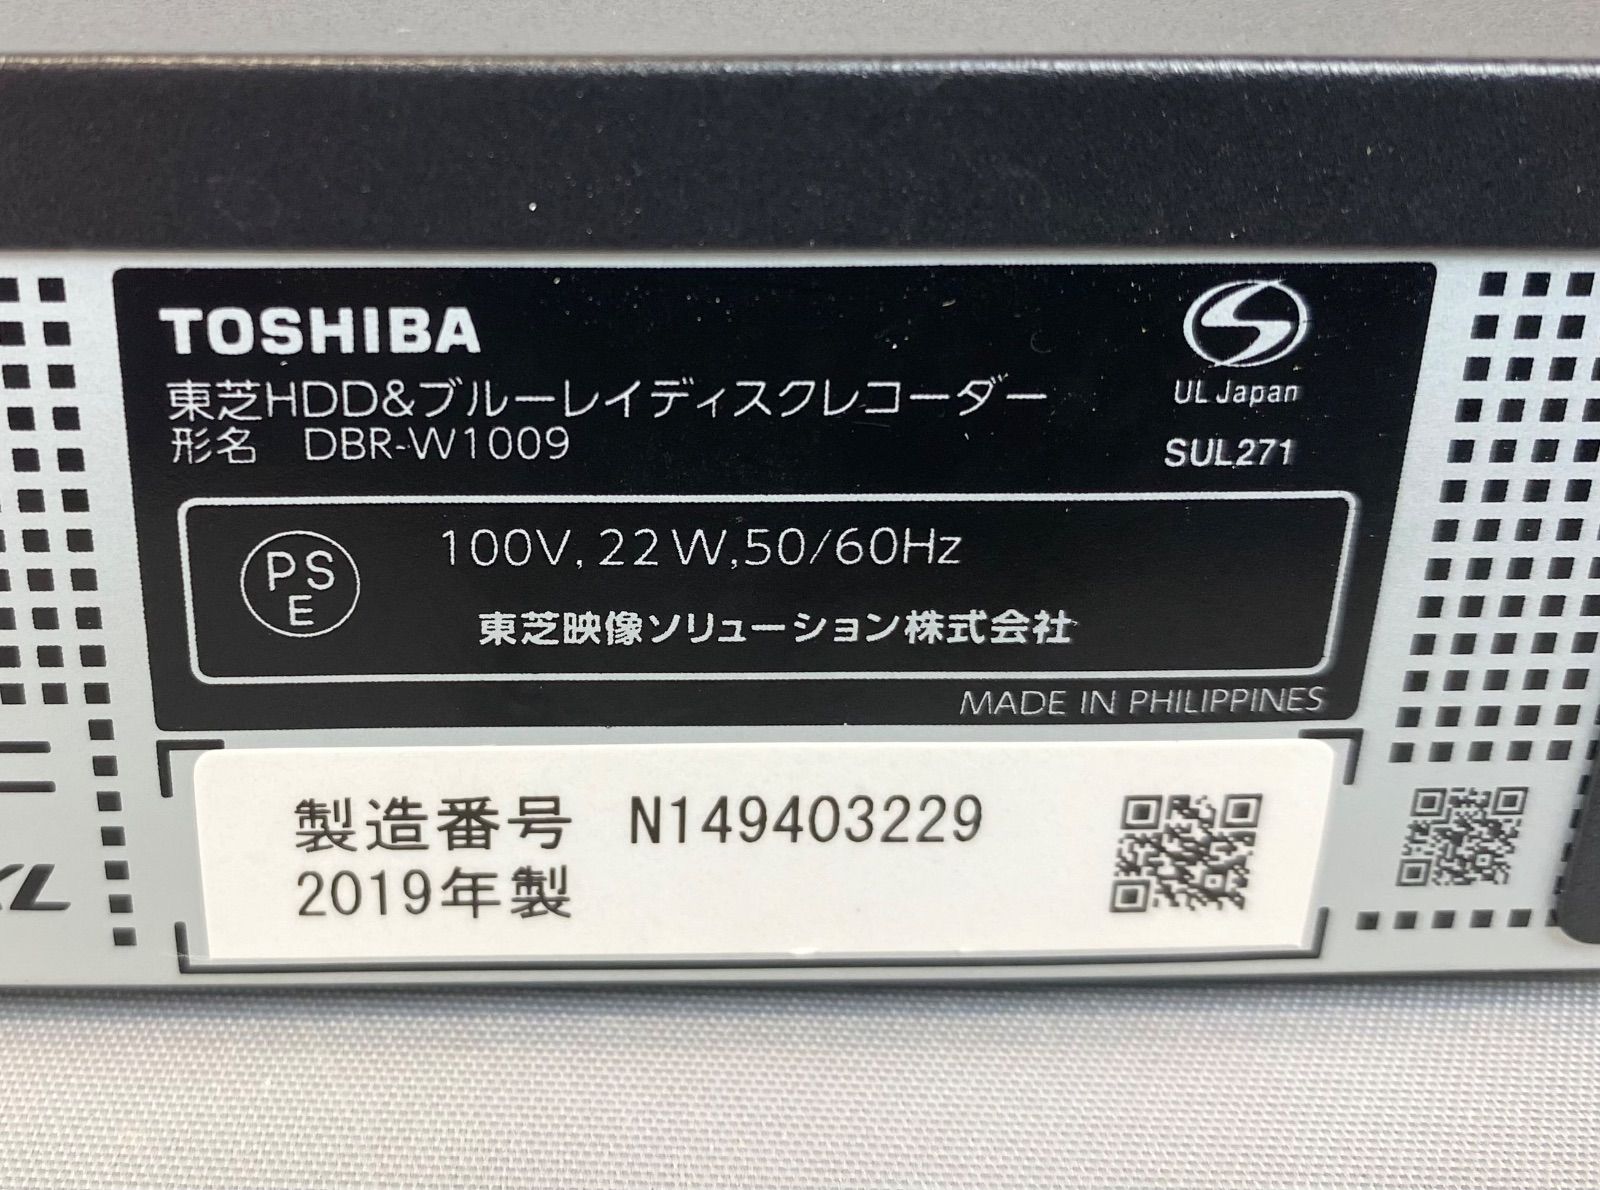 TOSHIBA
東芝HDD&ブルーレイディスクレコーダー
形名 DBR-W1009
UL Japan
SUL271
PS
E
100V, 22W, 50/60Hz
東芝映像ソリューション株式会社
MADE IN PHILIPPINES
製造番号 N149403229
2019年製